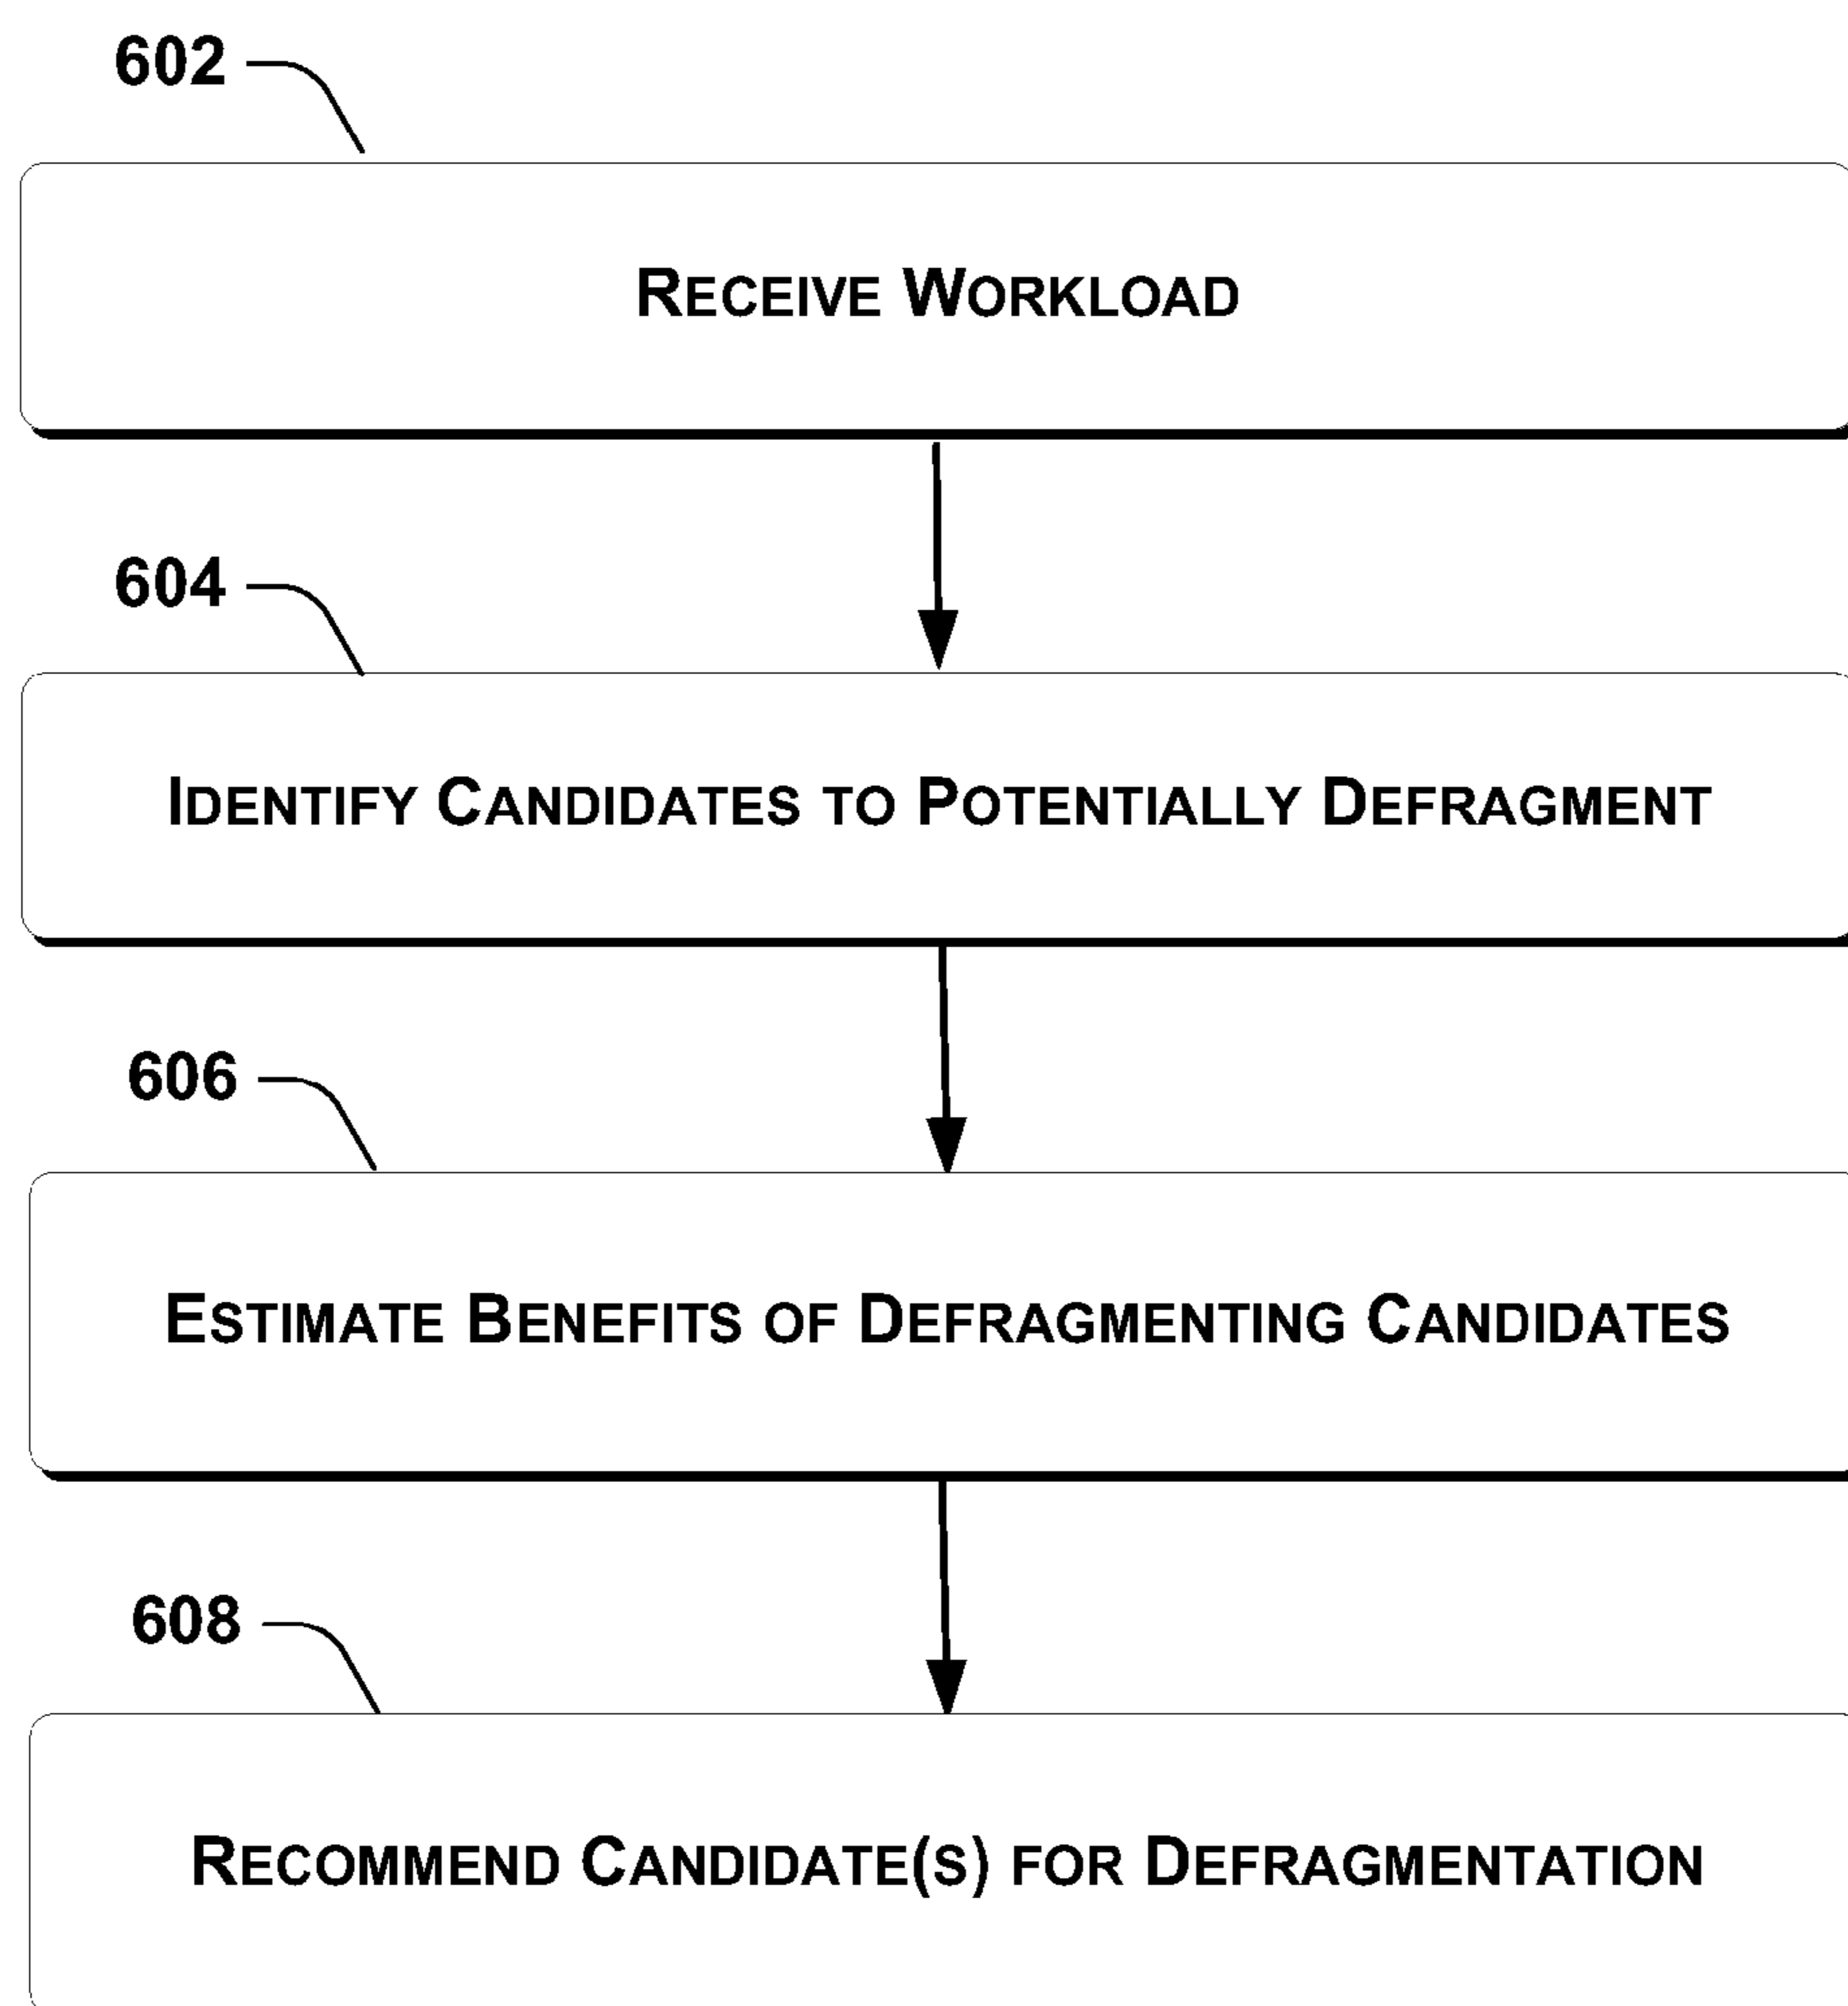 602
RECEIVE WORKLOAD
604
IDENTIFY CANDIDATES TO POTENTIALLY DEFRAGMENT
606
ESTIMATE BENEFITS OF DEFRAGMENTING CANDIDATES
608
RECOMMEND CANDIDATE(S) FOR DEFRAGMENTATION